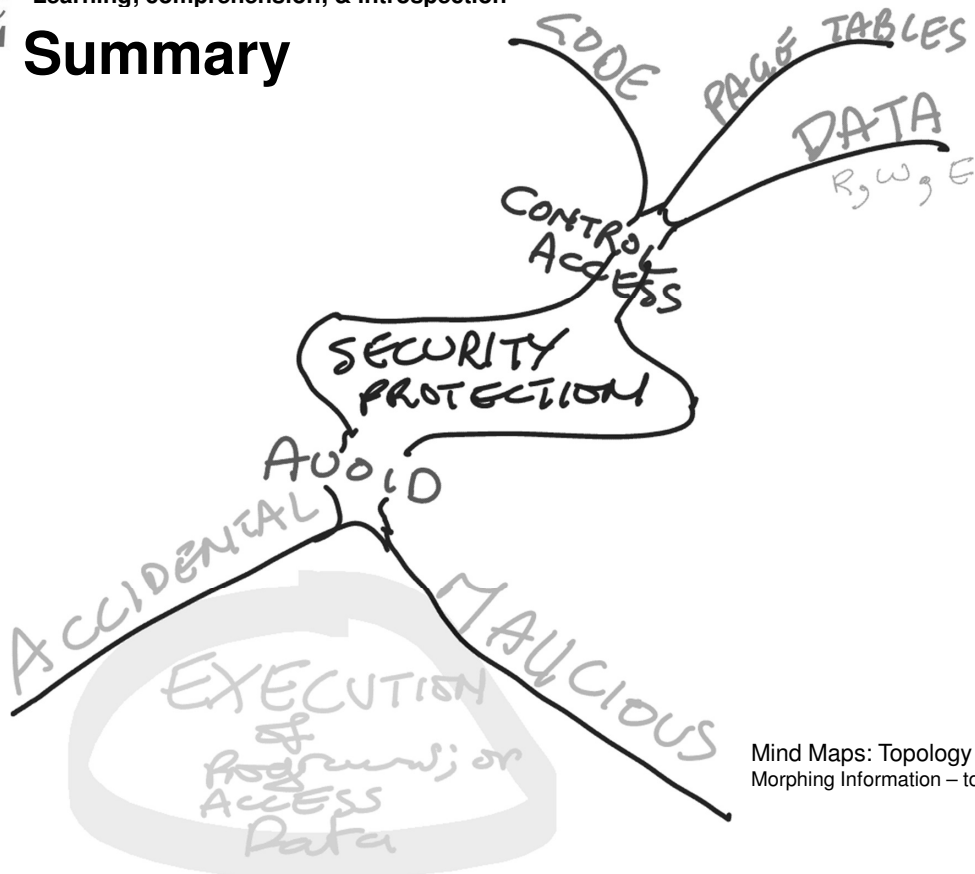 Learning, comprehension, & introspection
Summary
CODE
PAGE TABLES
DATA
R, W, E
CONTROL
ACCESS
SECURITY
PROTECTION
AVOID
ACCIDENTAL
MALICIOUS
EXECUTION
of
Programs; or
ACCESS
Data
Mind Maps: Topology
Morphing Information – to